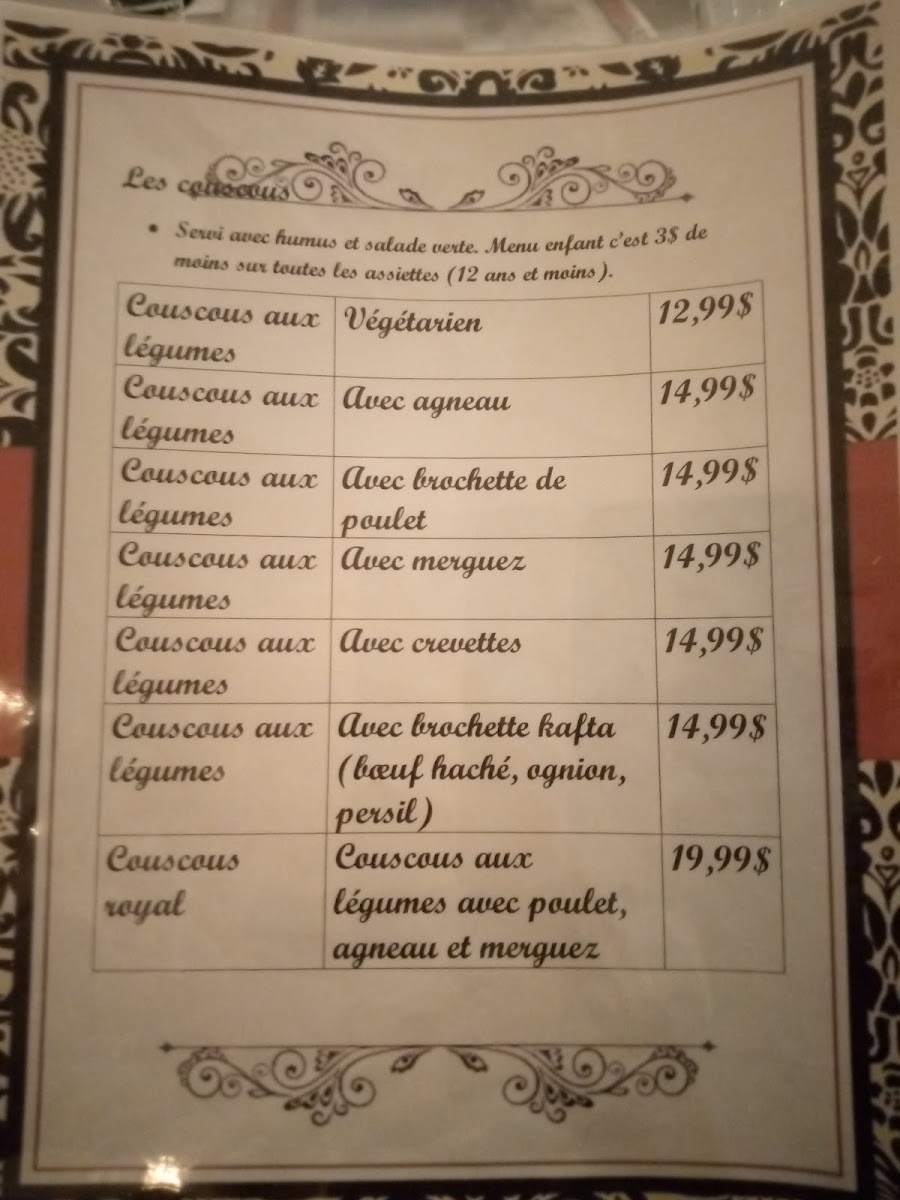 Les couscous
• Servi avec humus et salade verte. Menu enfant c'est 3$ de
moins sur toutes les assiettes (12 ans et moins).
Couscous aux légumes
Végétarien
12,99$
Couscous aux légumes
Avec agneau
14,99$
Couscous aux légumes
Avec brochette de poulet
14,99$
Couscous aux légumes
Avec merguez
14,99$
Couscous aux légumes
Avec crevettes
14,99$
Couscous aux légumes
Avec brochette kafta
(bœuf haché, ognion,
persil)
14,99$
Couscous royal
Couscous aux
légumes avec poulet,
agneau et merguez
19,99$